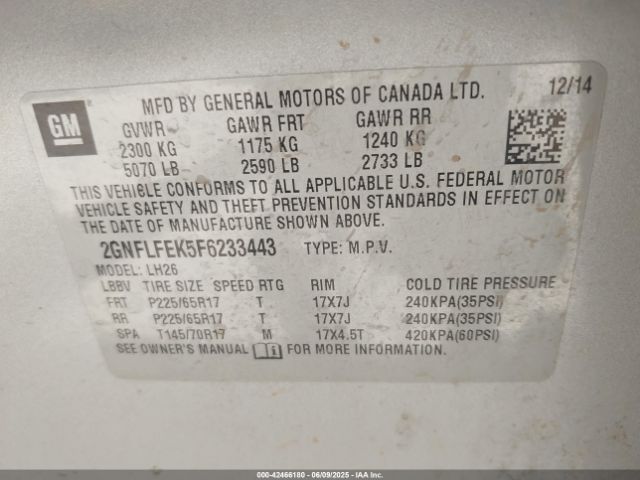 GM
MFD BY GENERAL MOTORS OF CANADA LTD. 12/14
GVWR GAWR FRT GAWR RR
2300 KG 1175 KG 1240 KG
5070 LB 2590 LB 2733 LB
THIS VEHICLE CONFORMS TO ALL APPLICABLE U.S. FEDERAL MOTOR
VEHICLE SAFETY AND THEFT PREVENTION STANDARDS IN EFFECT ON
THE DATE OF MANUFACTURE SHOWN ABOVE.
2GNFLFEK5F6233443 TYPE: M.P.V.
MODEL: LH26
LBBV TIRE SIZE SPEED RTG RIM COLD TIRE PRESSURE
FRT P225/65R17 T 17X7J 240KPA(35PSI)
RR P225/65R17 T 17X7J 240KPA(35PSI)
SPA T145/70R17 M 17X4.5T 420KPA(60PSI)
SEE OWNER'S MANUAL FOR MORE INFORMATION.
000-42466180 - 06/09/2025 - IAAI.CA